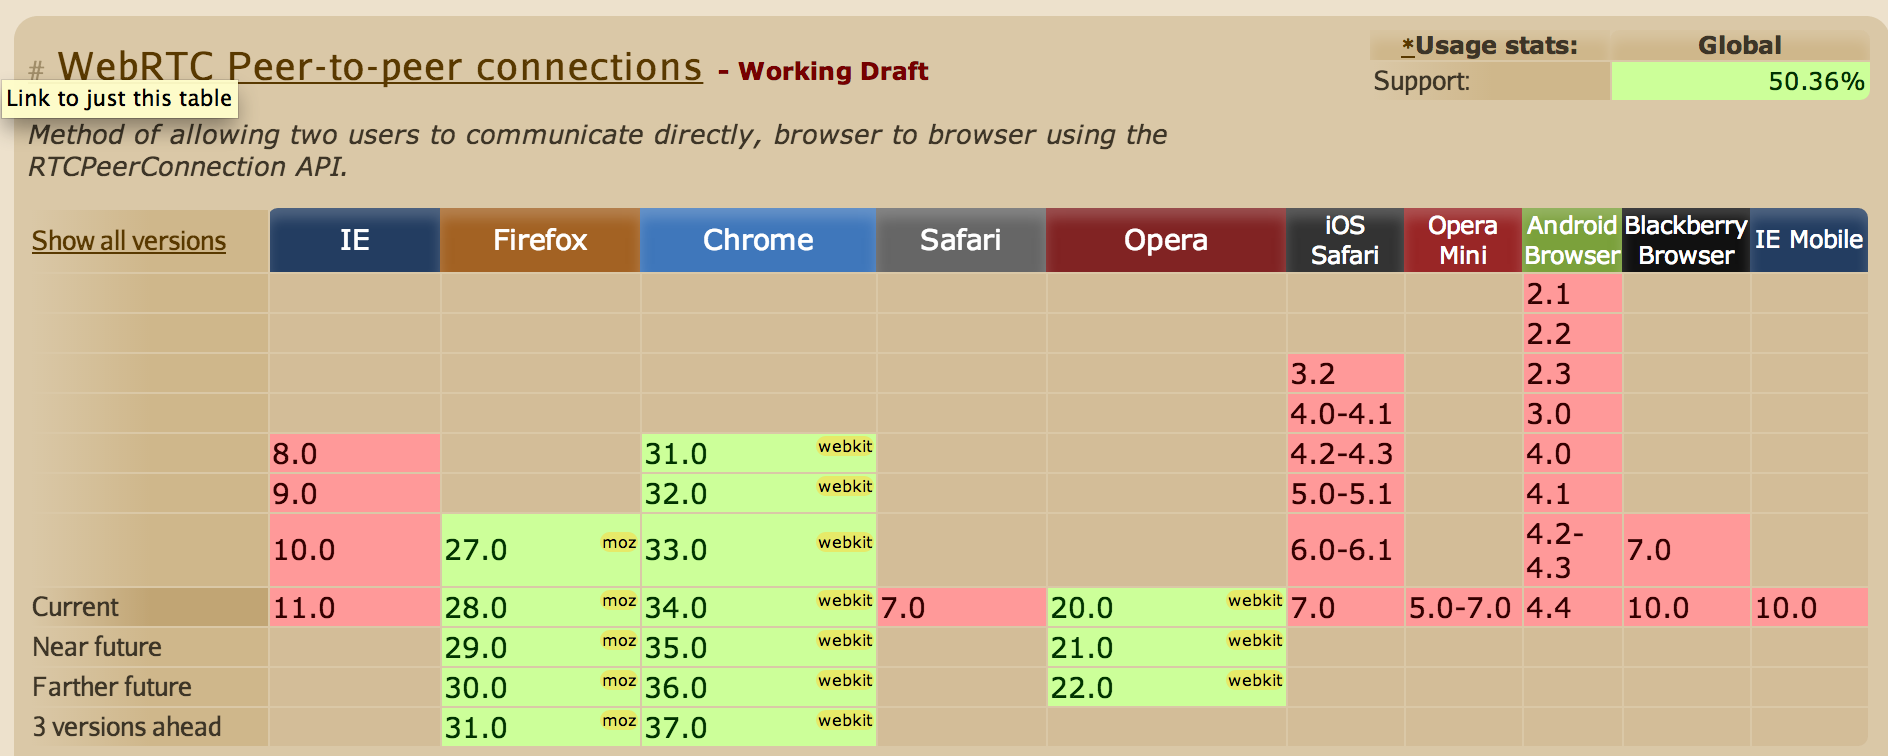 # WebRTC Peer-to-peer connections - Working Draft
*Usage stats: Global
Support: 50.36%
Link to just this table
Method of allowing two users to communicate directly, browser to browser using the
RTCPeerConnection API.
Show all versions IE Firefox Chrome Safari Opera iOS Safari Opera Mini Android Browser Blackberry Browser IE Mobile
2.1
2.2
3.2 2.3
4.0-4.1 3.0
8.0 31.0 webkit 4.2-4.3 4.0
9.0 32.0 webkit 5.0-5.1 4.1
10.0 27.0 moz 33.0 webkit 6.0-6.1 4.2-4.3 7.0
Current 11.0 28.0 moz 34.0 webkit 7.0 20.0 webkit 7.0 5.0-7.0 4.4 10.0 10.0
Near future 29.0 moz 35.0 webkit 21.0 webkit
Farther future 30.0 moz 36.0 webkit 22.0 webkit
3 versions ahead 31.0 moz 37.0 webkit